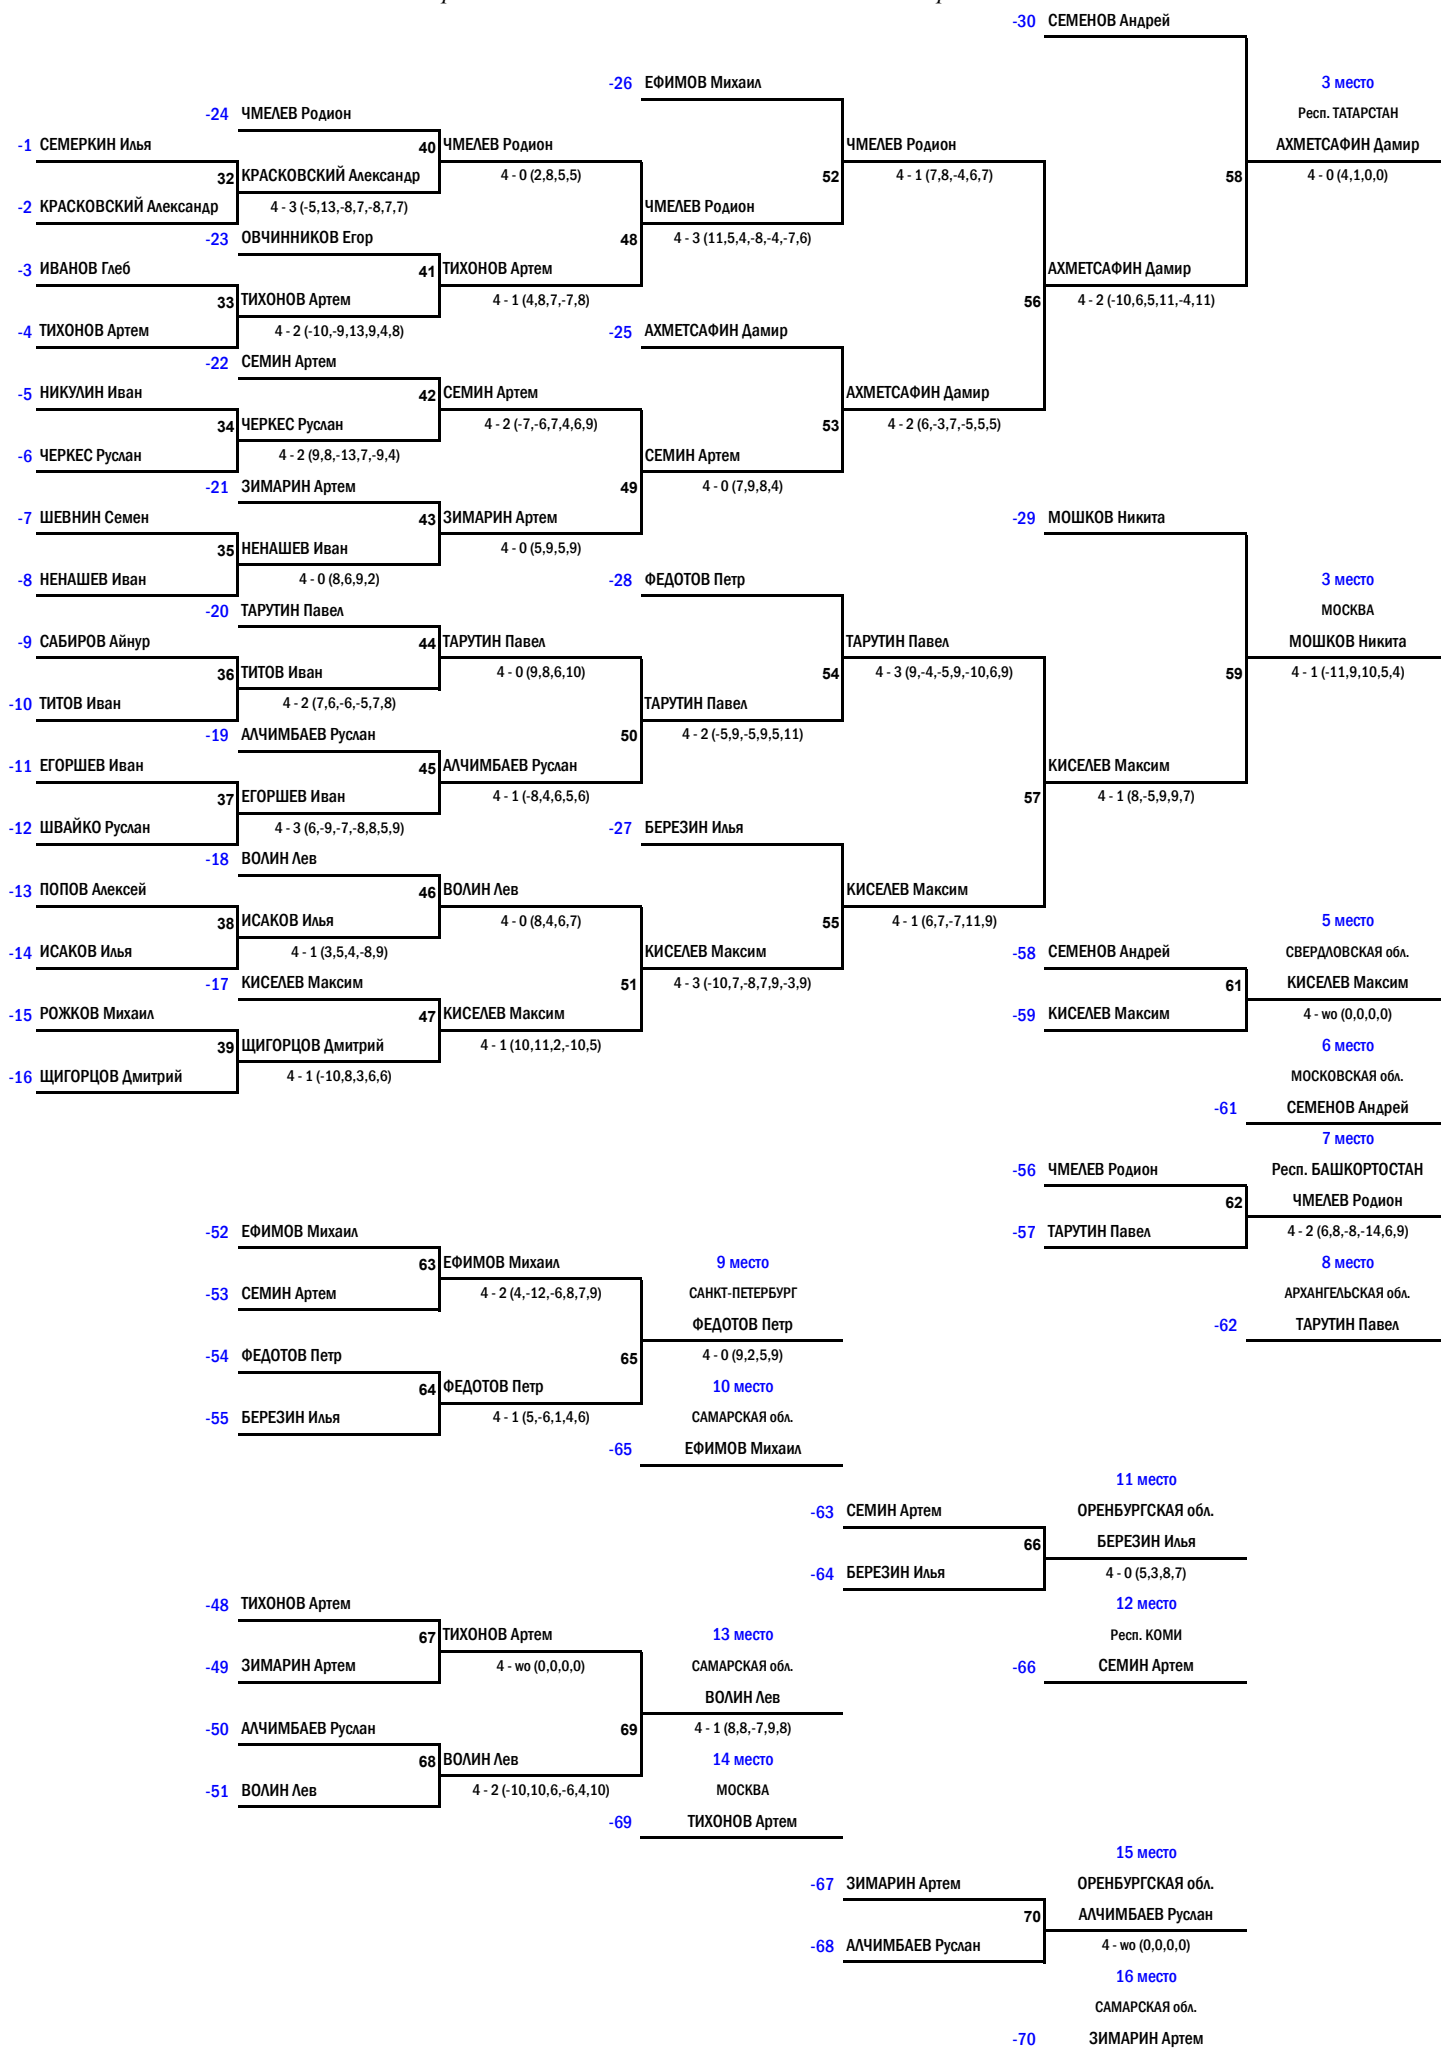 -30 СЕМЕНОВ Андрей
-26 ЕФИМОВ Михаил
3 место
-24 ЧМЕЛЕВ Родион
Респ. ТАТАРСТАН
-1 СЕМЕРКИН Илья
40 ЧМЕЛЕВ Родион
ЧМЕЛЕВ Родион
АХМЕТСАФИН Дамир
32 КРАСКОВСКИЙ Александр
4 - 0 (2,8,5,5)
52
4 - 1 (7,8,-4,6,7)
58
4 - 0 (4,1,0,0)
-2 КРАСКОВСКИЙ Александр
4 - 3 (-5,13,-8,7,-8,7,7)
ЧМЕЛЕВ Родион
-23 ОВЧИННИКОВ Егор
48
4 - 3 (11,5,4,-8,-4,-7,6)
-3 ИВАНОВ Глеб
41 ТИХОНОВ Артем
АХМЕТСАФИН Дамир
33 ТИХОНОВ Артем
4 - 1 (4,8,7,-7,8)
56
4 - 2 (-10,6,5,11,-4,11)
-4 ТИХОНОВ Артем
4 - 2 (-10,-9,13,9,4,8)
-25 АХМЕТСАФИН Дамир
-22 СЕМИН Артем
-5 НИКУЛИН Иван
42 СЕМИН Артем
АХМЕТСАФИН Дамир
34 ЧЕРКЕС Руслан
4 - 2 (-7,-6,7,4,6,9)
53
4 - 2 (6,-3,7,-5,5,5)
-6 ЧЕРКЕС Руслан
4 - 2 (9,8,-13,7,-9,4)
СЕМИН Артем
-21 ЗИМАРИН Артем
49
4 - 0 (7,9,8,4)
-7 ШЕВНИН Семен
43 ЗИМАРИН Артем
-29 МОШКОВ Никита
35 НЕНАШЕВ Иван
4 - 0 (5,9,5,9)
-8 НЕНАШЕВ Иван
4 - 0 (8,6,9,2)
-28 ФЕДОТОВ Петр
3 место
-20 ТАРУТИН Павел
МОСКВА
-9 САБИРОВ Айнур
44 ТАРУТИН Павел
ТАРУТИН Павел
МОШКОВ Никита
36 ТИТОВ Иван
4 - 0 (9,8,6,10)
54
4 - 3 (9,-4,-5,9,-10,6,9)
59
4 - 1 (-11,9,10,5,4)
-10 ТИТОВ Иван
4 - 2 (7,6,-6,-5,7,8)
ТАРУТИН Павел
-19 АЛЧИМБАЕВ Руслан
50
4 - 2 (-5,9,-5,9,5,11)
-11 ЕГОРШЕВ Иван
45 АЛЧИМБАЕВ Руслан
КИСЕЛЕВ Максим
37 ЕГОРШЕВ Иван
4 - 1 (-8,4,6,5,6)
57
4 - 1 (8,-5,9,9,7)
-12 ШВАЙКО Руслан
4 - 3 (6,-9,-7,-8,8,5,9)
-27 БЕРЕЗИН Илья
-18 ВОЛИН Лев
-13 ПОПОВ Алексей
46 ВОЛИН Лев
КИСЕЛЕВ Максим
38 ИСАКОВ Илья
4 - 0 (8,4,6,7)
55
4 - 1 (6,7,-7,11,9)
5 место
-14 ИСАКОВ Илья
4 - 1 (3,5,4,-8,9)
КИСЕЛЕВ Максим
-58 СЕМЕНОВ Андрей
СВЕРДЛОВСКАЯ обл.
-17 КИСЕЛЕВ Максим
51
4 - 3 (-10,7,-8,7,9,-3,9)
61
КИСЕЛЕВ Максим
-15 РОЖКОВ Михаил
47 КИСЕЛЕВ Максим
-59 КИСЕЛЕВ Максим
4 - wo (0,0,0,0)
39 ЩИГОРЦОВ Дмитрий
4 - 1 (10,11,2,-10,5)
6 место
-16 ЩИГОРЦОВ Дмитрий
4 - 1 (-10,8,3,6,6)
МОСКОВСКАЯ обл.
-61 СЕМЕНОВ Андрей
7 место
-56 ЧМЕЛЕВ Родион
Респ. БАШКОРТОСТАН
62
ЧМЕЛЕВ Родион
-52 ЕФИМОВ Михаил
-57 ТАРУТИН Павел
4 - 2 (6,8,-8,-14,6,9)
63 ЕФИМОВ Михаил
9 место
8 место
-53 СЕМИН Артем
4 - 2 (4,-12,-6,8,7,9)
САНКТ-ПЕТЕРБУРГ
АРХАНГЕЛЬСКАЯ обл.
ФЕДОТОВ Петр
-62 ТАРУТИН Павел
-54 ФЕДОТОВ Петр
65
4 - 0 (9,2,5,9)
64 ФЕДОТОВ Петр
10 место
-55 БЕРЕЗИН Илья
4 - 1 (5,-6,1,4,6)
САМАРСКАЯ обл.
-65 ЕФИМОВ Михаил
11 место
-63 СЕМИН Артем
ОРЕНБУРГСКАЯ обл.
66
БЕРЕЗИН Илья
-64 БЕРЕЗИН Илья
4 - 0 (5,3,8,7)
-48 ТИХОНОВ Артем
12 место
67 ТИХОНОВ Артем
13 место
Респ. КОМИ
-49 ЗИМАРИН Артем
4 - wo (0,0,0,0)
САМАРСКАЯ обл.
-66 СЕМИН Артем
ВОЛИН Лев
-50 АЛЧИМБАЕВ Руслан
69
4 - 1 (8,8,-7,9,8)
68 ВОЛИН Лев
14 место
-51 ВОЛИН Лев
4 - 2 (-10,10,6,-6,4,10)
МОСКВА
-69 ТИХОНОВ Артем
15 место
-67 ЗИМАРИН Артем
ОРЕНБУРГСКАЯ обл.
70
АЛЧИМБАЕВ Руслан
-68 АЛЧИМБАЕВ Руслан
4 - wo (0,0,0,0)
16 место
САМАРСКАЯ обл.
-70 ЗИМАРИН Артем